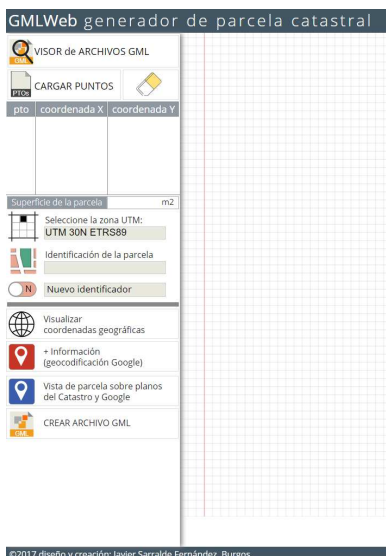 GMLWeb generador de parcela catastral
VISOR de ARCHIVOS GML
GML
CARGAR PUNTOS
PTOs
pto coordenada X coordenada Y
Superficie de la parcela m2
Seleccione la zona UTM:
UTM 30N ETRS89
Identificación de la parcela
N Nuevo identificador
Visualizar
coordenadas geográficas
+ Información
(geocodificación Google)
Vista de parcela sobre planos
del Catastro y Google
CREAR ARCHIVO GML
GML
©2017 diseño y creación: Javier Sarralde Fernández. Burgos